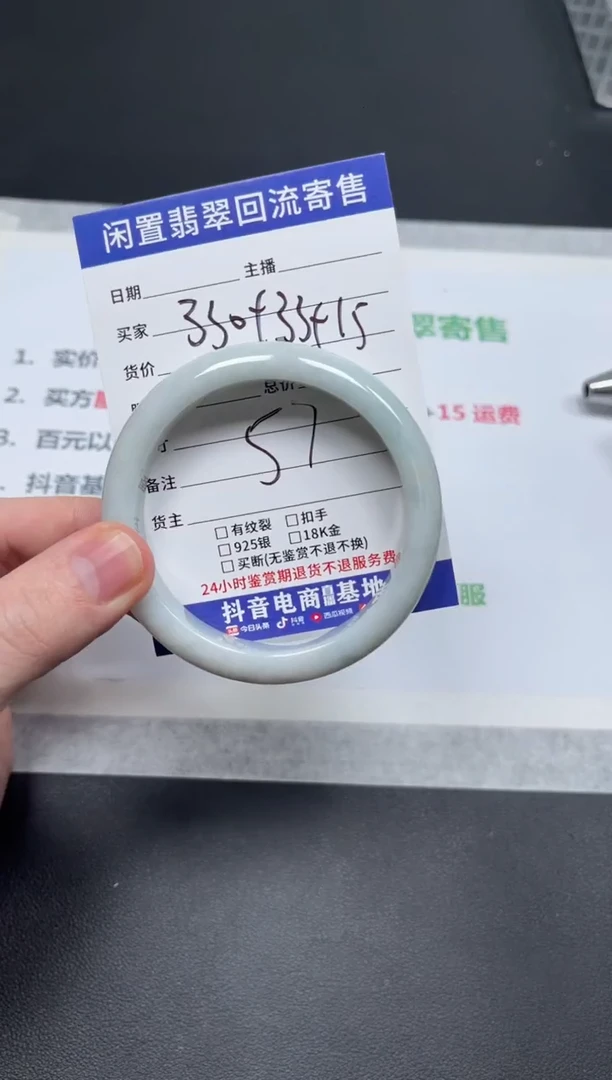 闲置翡翠回流寄售
日期 主播
买家 350+35+15
货价
总价
57
备注
货主
□有纹裂 □扣手
□925银 □18K金
□买断(无鉴赏不退不换)
24小时鉴赏期退货不退服务费
抖音电商直播基地
今日头条 抖音 西瓜视频
翠寄售
1. 实价
2. 买方
+15 运费
3. 百元以
抖音基
服